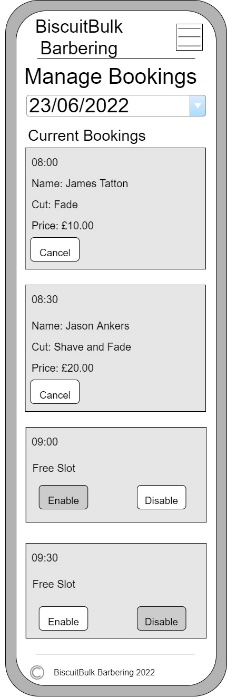 BiscuitBulk
Barbering
Manage Bookings
23/06/2022
Current Bookings
08:00
Name: James Tatton
Cut: Fade
Price: £10.00
Cancel
08:30
Name: Jason Ankers
Cut: Shave and Fade
Price: £20.00
Cancel
09:00
Free Slot
Enable Disable
09:30
Free Slot
Enable Disable
© BiscuitBulk Barbering 2022